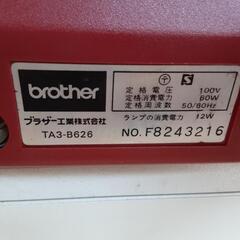 brother
ブラザー工業株式会社
TA3-B626
定格電圧 100V
定格消費電力 60W
定格周波数 50/60Hz
ランプの消費電力 12W
NO. F8243216